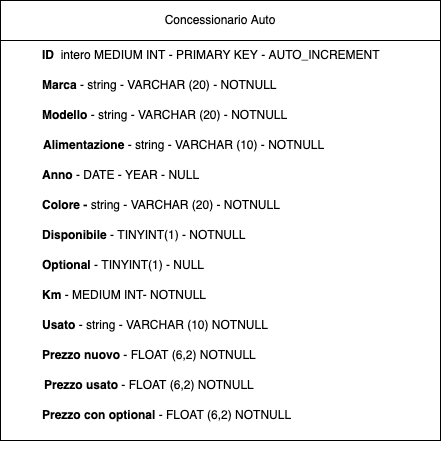 Concessionario Auto
ID intero MEDIUM INT - PRIMARY KEY - AUTO_INCREMENT
Marca - string - VARCHAR (20) - NOTNULL
Modello - string - VARCHAR (20) - NOTNULL
Alimentazione - string - VARCHAR (10) - NOTNULL
Anno - DATE - YEAR - NULL
Colore - string - VARCHAR (20) - NOTNULL
Disponibile - TINYINT(1) - NOTNULL
Optional - TINYINT(1) - NULL
Km - MEDIUM INT- NOTNULL
Usato - string - VARCHAR (10) NOTNULL
Prezzo nuovo - FLOAT (6,2) NOTNULL
Prezzo usato - FLOAT (6,2) NOTNULL
Prezzo con optional - FLOAT (6,2) NOTNULL